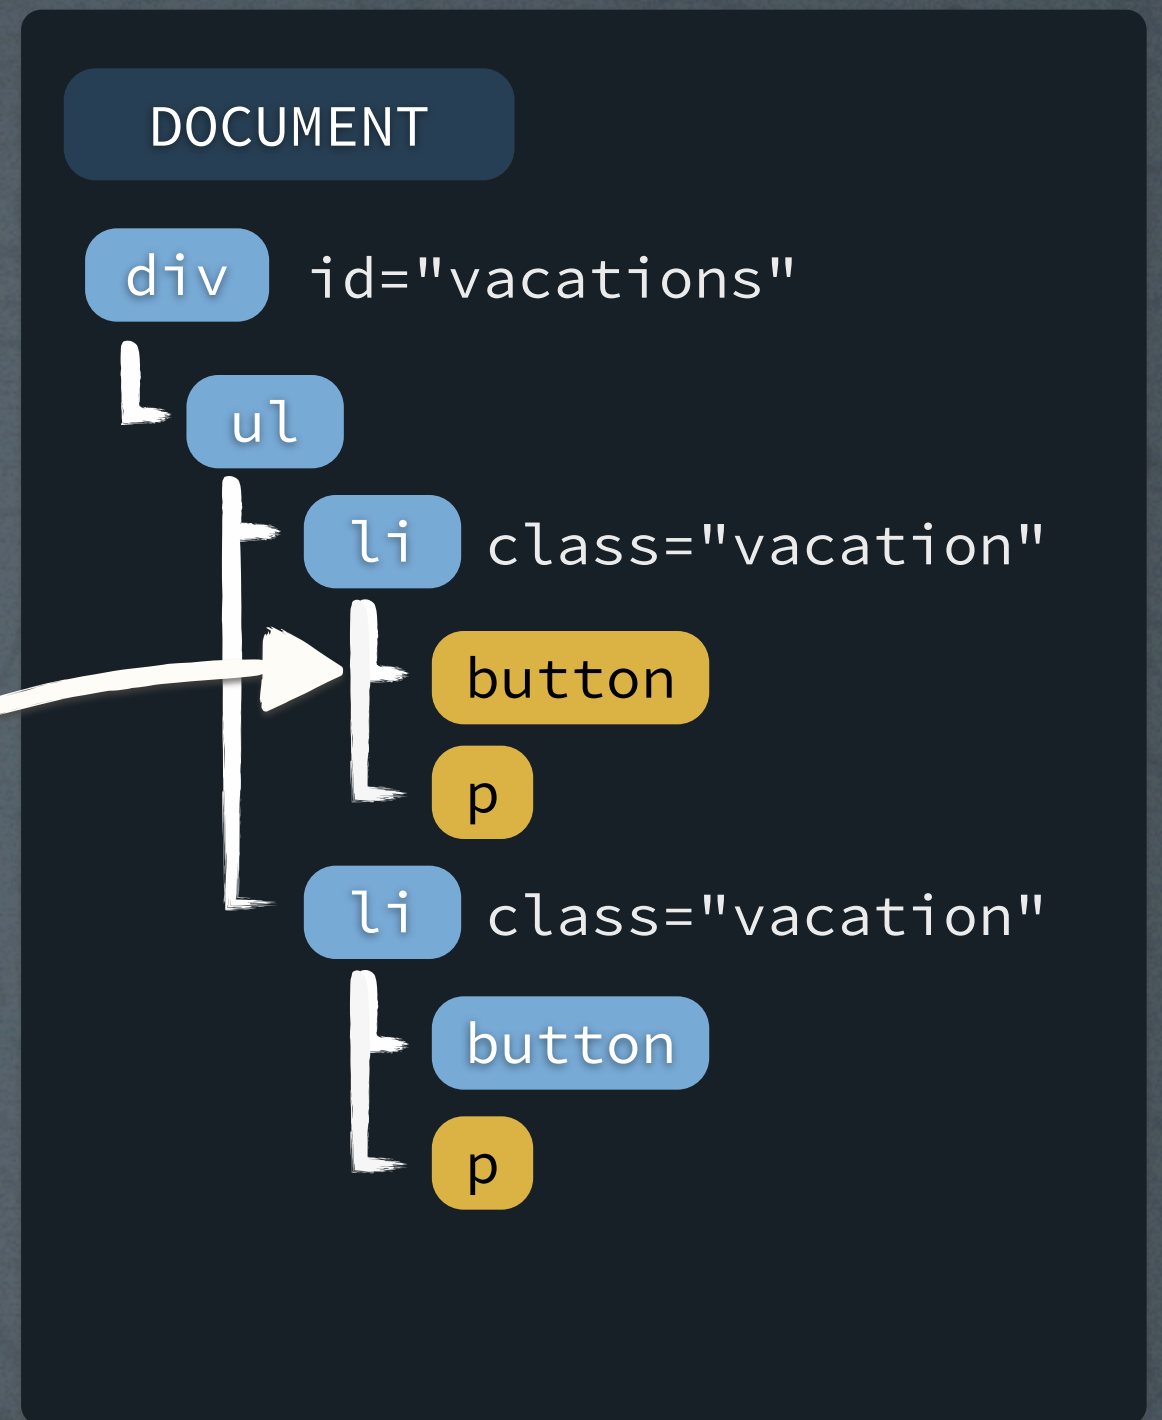 DOCUMENT
div id="vacations"
ul
li class="vacation"
button
p
li class="vacation"
button
p